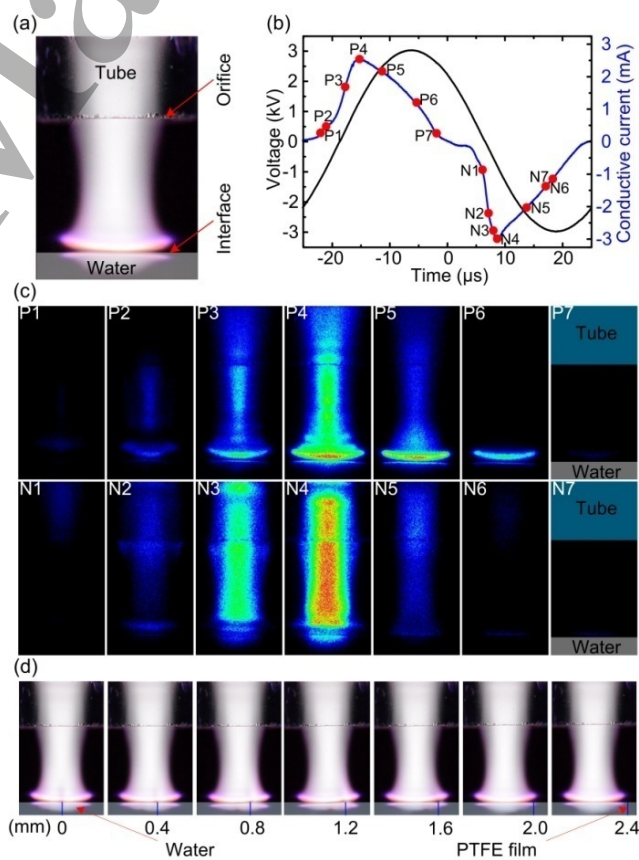 (a)
Tube
Orifice
Interface
Water
(b)
Voltage (kV)
3
2
1
0
-1
-2
-3
P1
P2
P3
P4
P5
P6
P7
N1
N2
N3
N4
N5
N6
N7
3
2
1
0
-1
-2
-3
Conductive current (mA)
-20 -10 0 10 20
Time (μs)
(c)
P1 P2 P3 P4 P5 P6 P7
Tube
Water
N1 N2 N3 N4 N5 N6 N7
Tube
Water
(d)
(mm) 0 0.4 0.8 1.2 1.6 2.0 2.4
Water PTFE film